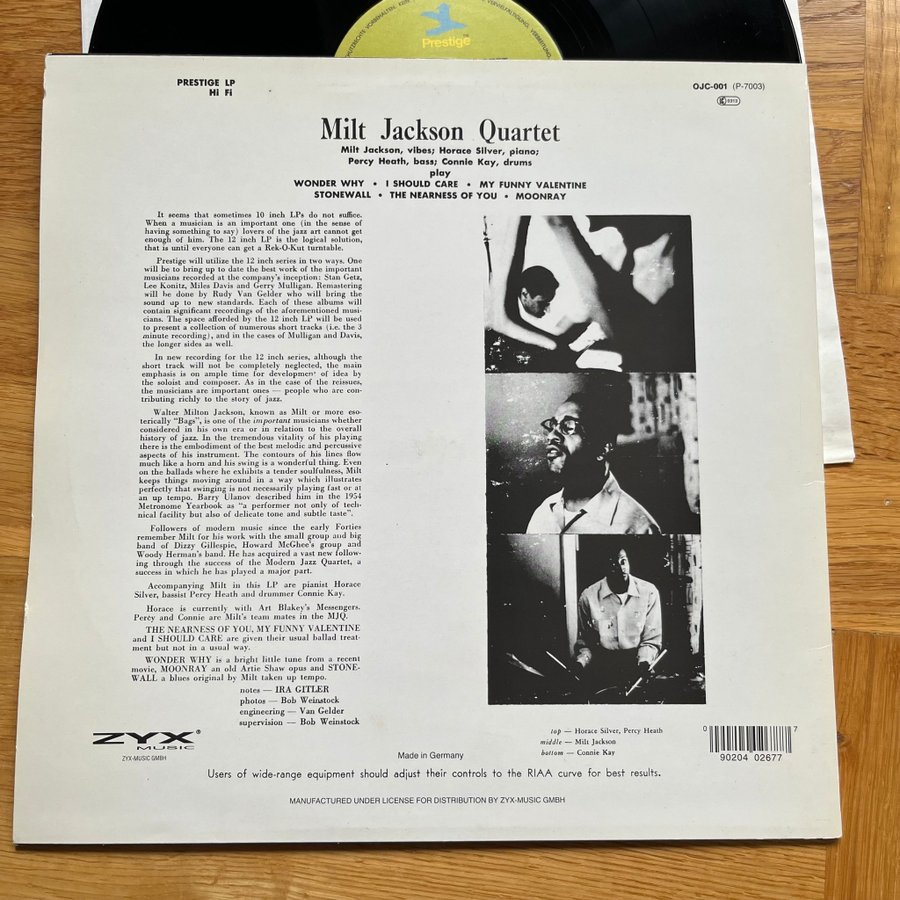 SCHUTZRECHTE VORBEHALTEN. KEIN
VERVIELFÄLTIGUNG, VERBREITUNG,
Prestige
PRESTIGE LP
Hi Fi
OJC-001 (P-7003)
0313
Milt Jackson Quartet
Milt Jackson, vibes; Horace Silver, piano;
Percy Heath, bass; Connie Kay, drums
play
WONDER WHY • I SHOULD CARE • MY FUNNY VALENTINE
STONEWALL • THE NEARNESS OF YOU • MOONRAY
It seems that sometimes 10 inch LPs do not suffice.
When a musician is an important one (in the sense of
having something to say) lovers of the jazz art cannot get
enough of him. The 12 inch LP is the logical solution,
that is until everyone can get a Rek-O-Kut turntable.
Prestige will utilize the 12 inch series in two ways. One
will be to bring up to date the best work of the important
musicians recorded at the company's inception: Stan Getz,
Lee Konitz, Miles Davis and Gerry Mulligan. Remastering
will be done by Rudy Van Gelder who will bring the
sound up to new standards. Each of these albums will
contain significant recordings of the aforementioned musi-
cians. The space afforded by the 12 inch LP will be used
to present a collection of numerous short tracks (i.e. the 3
minute recording), and in the cases of Mulligan and Davis,
the longer sides as well.
In new recording for the 12 inch series, although the
short track will not be completely neglected, the main
emphasis is on ample time for development of idea by
the soloist and composer. As in the case of the reissues,
the musicians are important ones — people who are con-
tributing richly to the story of jazz.
Walter Milton Jackson, known as Milt or more eso-
terically "Bags", is one of the important musicians whether
considered in his own era or in relation to the overall
history of jazz. In the tremendous vitality of his playing
there is the embodiment of the best melodic and percussive
aspects of his instrument. The contours of his lines flow
much like a horn and his swing is a wonderful thing. Even
on the ballads where he exhibits a tender soulfulness, Milt
keeps things moving around in a way which illustrates
perfectly that swinging is not necessarily playing fast or at
an up tempo. Barry Ulanov described him in the 1954
Metronome Yearbook as "a performer not only of tech-
nical facility but also of delicate tone and subtle taste".
Followers of modern music since the early Forties
remember Milt for his work with the small group and big
band of Dizzy Gillespie, Howard McGhee's group and
Woody Herman's band. He has acquired a vast new follow-
ing through the success of the Modern Jazz Quartet, a
success in which he has played a major part.
Accompanying Milt in this LP are pianist Horace
Silver, bassist Percy Heath and drummer Connie Kay.
Horace is currently with Art Blakey's Messengers.
Percy and Connie are Milt's team mates in the MJQ.
THE NEARNESS OF YOU, MY FUNNY VALENTINE
and I SHOULD CARE are given their usual ballad treat-
ment but not in a usual way.
WONDER WHY is a bright little tune from a recent
movie, MOONRAY an old Artie Shaw opus and STONE-
WALL a blues original by Milt taken up tempo.
notes — IRA GITLER
photos — Bob Weinstock
engineering — Van Gelder
supervision — Bob Weinstock
ZYX®
MUSIC
ZYX-MUSIC GMBH
top — Horace Silver, Percy Heath
middle — Milt Jackson
bottom — Connie Kay
0 90204 02677 7
Made in Germany
Users of wide-range equipment should adjust their controls to the RIAA curve for best results.
MANUFACTURED UNDER LICENSE FOR DISTRIBUTION BY ZYX-MUSIC GMBH